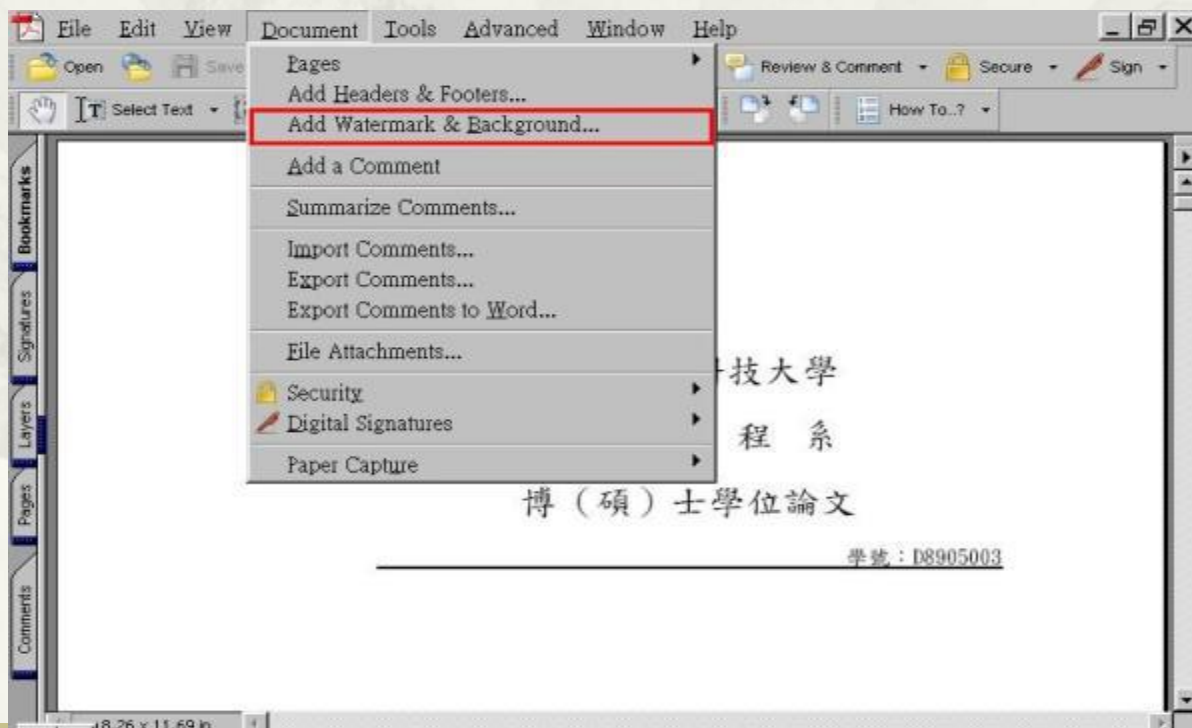 File Edit View Document Tools Advanced Window Help
Open Save Review & Comment Secure Sign
Select Text How To..?
Pages
Add Headers & Footers...
Add Watermark & Background...
Add a Comment
Summarize Comments...
Import Comments...
Export Comments...
Export Comments to Word...
File Attachments...
Security
Digital Signatures
Paper Capture
Bookmarks
Signatures
Layers
Pages
Comments
技大學
程 系
博（碩）士學位論文
學號：D8905003
8.26 x 11.69 in